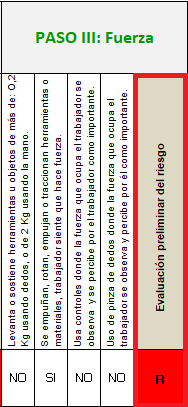 PASO III: Fuerza
Levanta o sostiene herramientas u objetos de más de: 0,2
Kg usando dedos, o de 2 Kg usando la mano.
Se empuñan, rotan, empujan o traccionan herramientas o
materiales, trabajador siente que hace fuerza.
Usa controles donde la fuerza que ocupa el trabajador se
observa y se percibe por el trabajador como importante.
Uso de pinza de dedos donde la fuerza que ocupa el
trabajador se observa y percibe por él como importante.
Evaluación preliminar del riesgo
NO SI NO NO R